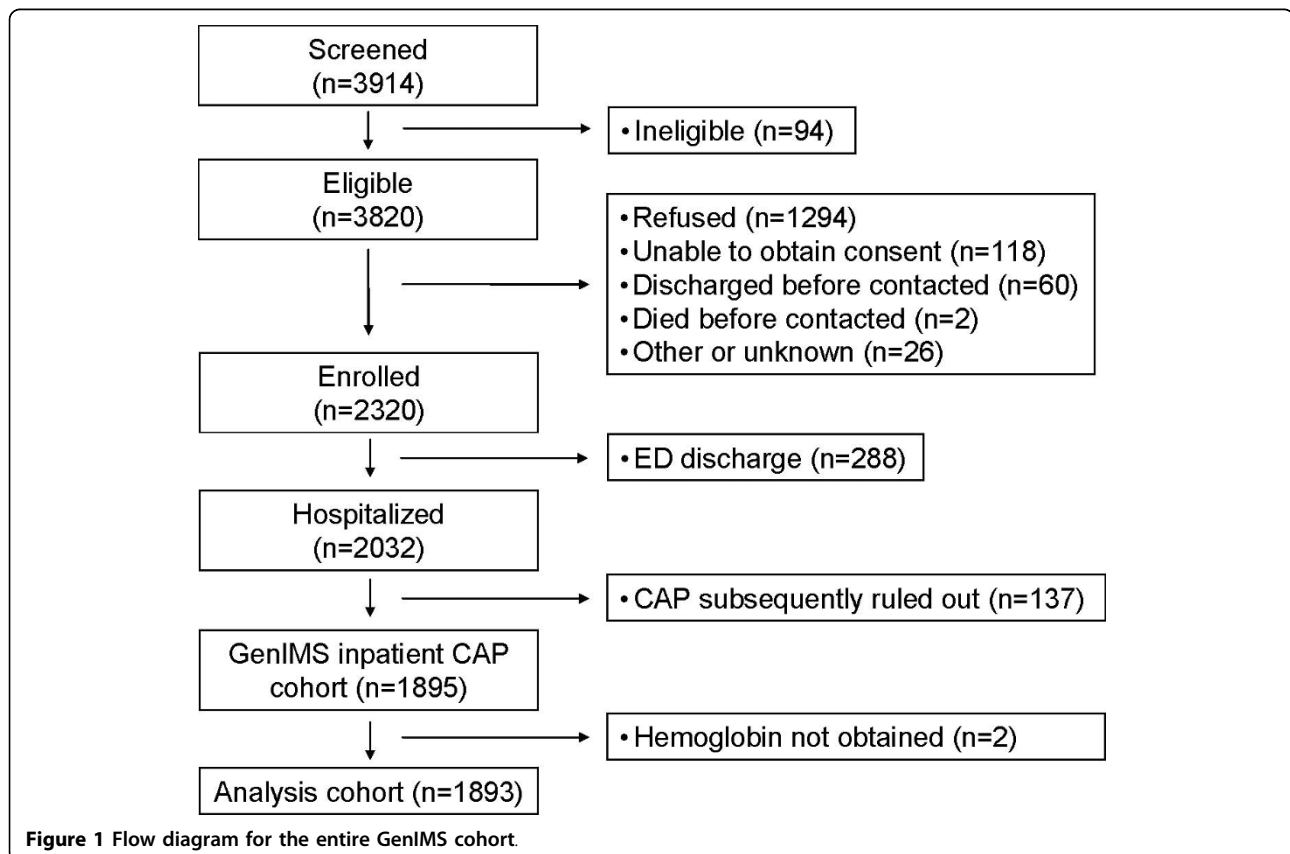 Screened
(n=3914)
• Ineligible (n=94)
Eligible
(n=3820)
• Refused (n=1294)
• Unable to obtain consent (n=118)
• Discharged before contacted (n=60)
• Died before contacted (n=2)
• Other or unknown (n=26)
Enrolled
(n=2320)
• ED discharge (n=288)
Hospitalized
(n=2032)
• CAP subsequently ruled out (n=137)
GenIMS inpatient CAP
cohort (n=1895)
• Hemoglobin not obtained (n=2)
Analysis cohort (n=1893)
Figure 1 Flow diagram for the entire GenIMS cohort.